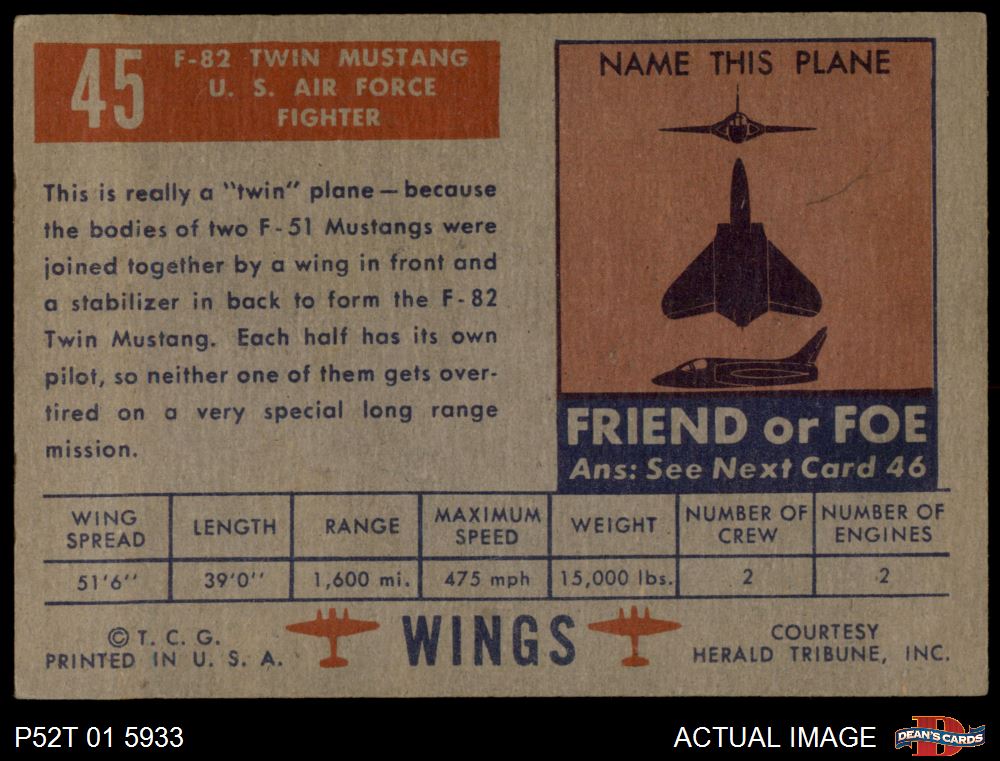 45
F-82 TWIN MUSTANG
U. S. AIR FORCE
FIGHTER
This is really a "twin" plane — because
the bodies of two F-51 Mustangs were
joined together by a wing in front and
a stabilizer in back to form the F-82
Twin Mustang. Each half has its own
pilot, so neither one of them gets over-
tired on a very special long range
mission.
NAME THIS PLANE
FRIEND or FOE
Ans: See Next Card 46
WING SPREAD LENGTH RANGE MAXIMUM SPEED WEIGHT NUMBER OF CREW NUMBER OF ENGINES
51'6'' 39'0'' 1,600 mi. 475 mph 15,000 lbs. 2 2
© T. C. G.
PRINTED IN U. S. A.
WINGS
COURTESY
HERALD TRIBUNE, INC.
P52T 01 5933
ACTUAL IMAGE
DEAN'S CARDS